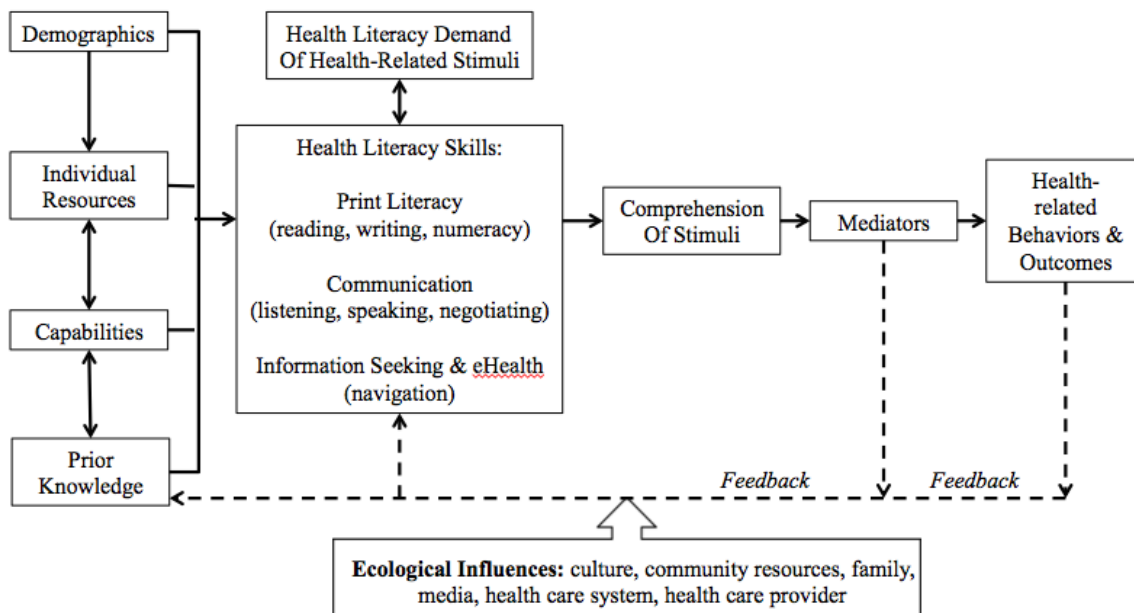 Demographics
Individual
Resources
Capabilities
Prior
Knowledge
Health Literacy Demand
Of Health-Related Stimuli
Health Literacy Skills:
Print Literacy
(reading, writing, numeracy)
Communication
(listening, speaking, negotiating)
Information Seeking & eHealth
(navigation)
Comprehension
Of Stimuli
Mediators
Health-
related
Behaviors &
Outcomes
Feedback
Feedback
Ecological Influences: culture, community resources, family,
media, health care system, health care provider